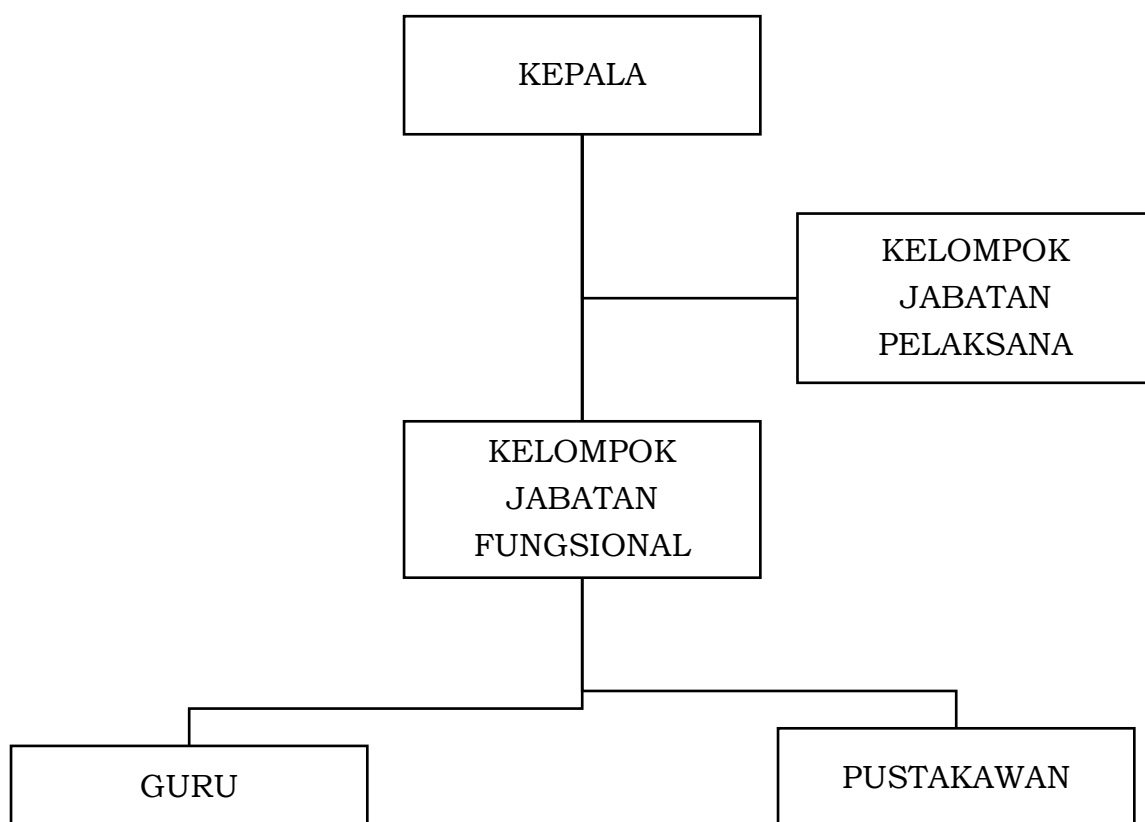 KEPALA
KELOMPOK
JABATAN
PELAKSANA
KELOMPOK
JABATAN
FUNGSIONAL
GURU
PUSTAKAWAN